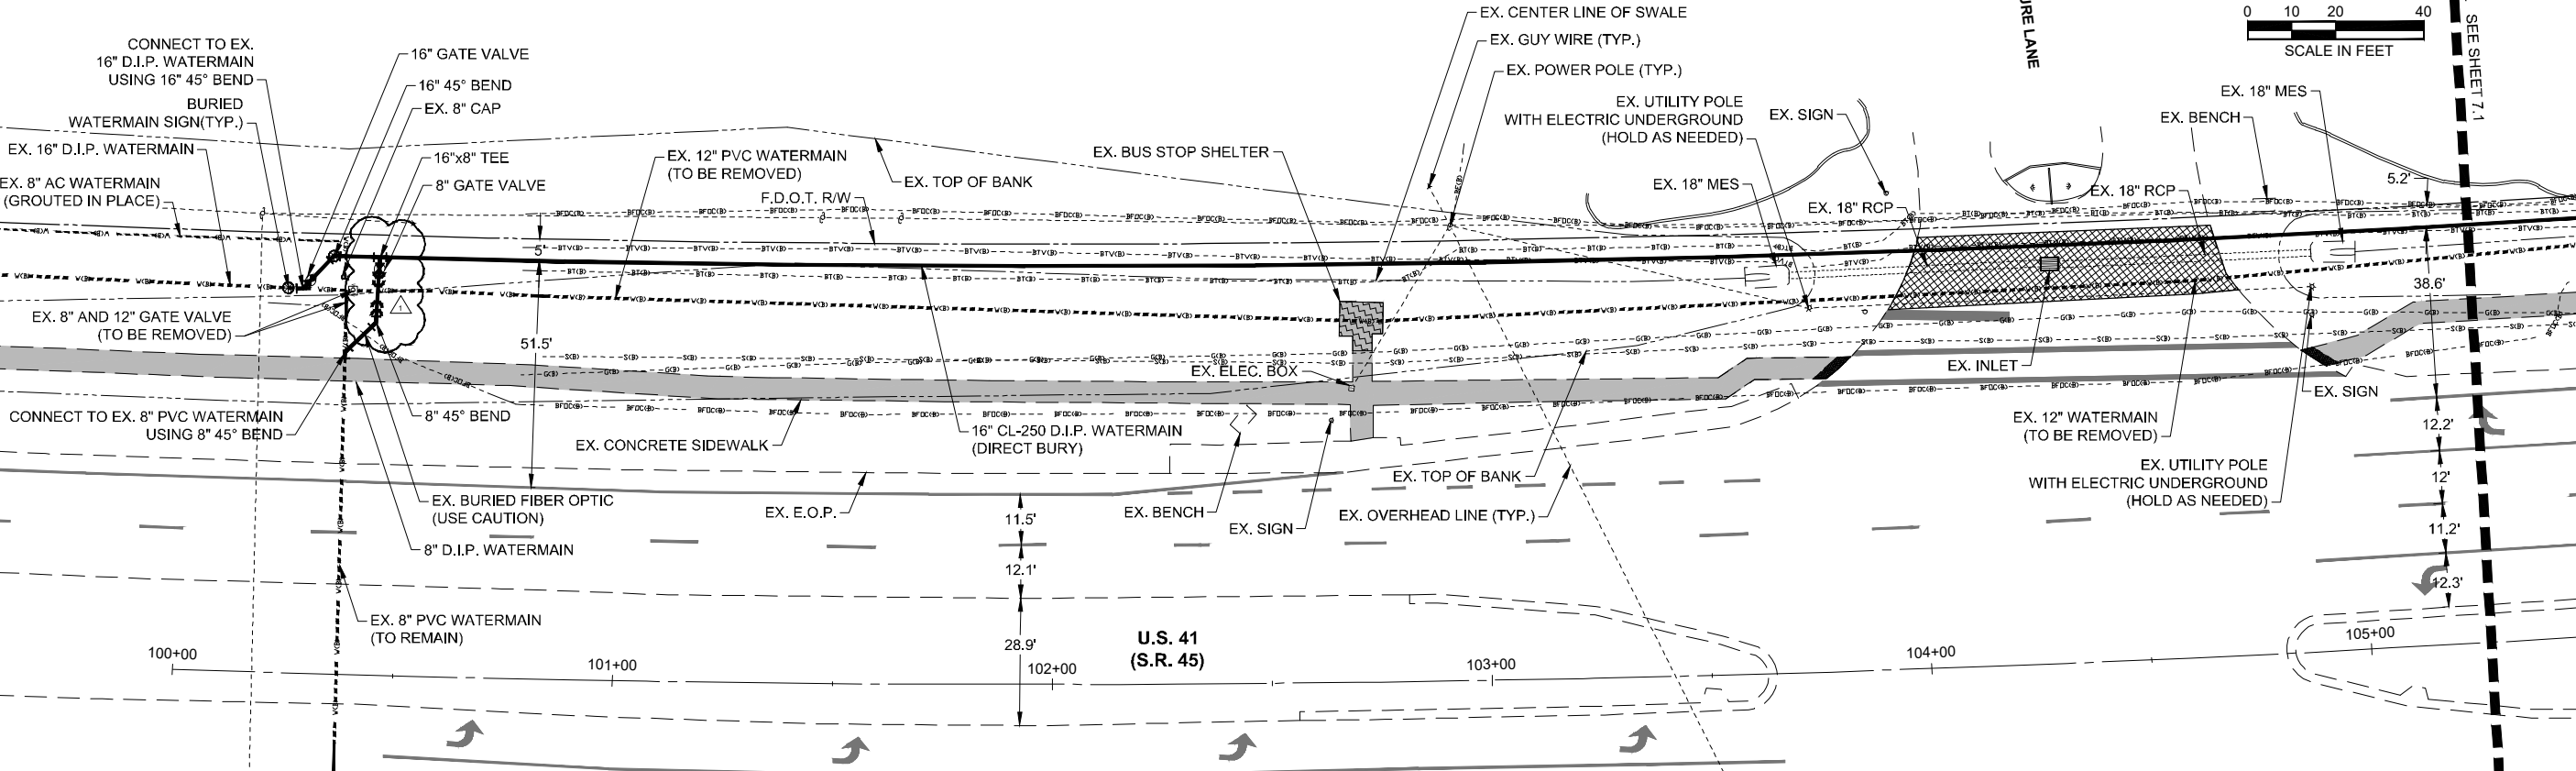 CONNECT TO EX.
16" D.I.P. WATERMAIN
USING 16" 45° BEND
BURIED
WATERMAIN SIGN(TYP.)
EX. 16" D.I.P. WATERMAIN
EX. 8" AC WATERMAIN
(GROUTED IN PLACE)
16" GATE VALVE
16" 45° BEND
EX. 8" CAP
16"x8" TEE
8" GATE VALVE
EX. 12" PVC WATERMAIN
(TO BE REMOVED)
F.D.O.T. R/W
EX. TOP OF BANK
EX. BUS STOP SHELTER
EX. CENTER LINE OF SWALE
EX. GUY WIRE (TYP.)
EX. POWER POLE (TYP.)
EX. UTILITY POLE
WITH ELECTRIC UNDERGROUND
(HOLD AS NEEDED)
EX. SIGN
EX. 18" MES
EX. 18" RCP
URE LANE
0 10 20 40
SCALE IN FEET
SEE SHEET 7.1
EX. 18" MES
EX. BENCH
EX. 18" RCP
5.2'
5'
51.5'
1
EX. 8" AND 12" GATE VALVE
(TO BE REMOVED)
CONNECT TO EX. 8" PVC WATERMAIN
USING 8" 45° BEND
8" 45° BEND
EX. CONCRETE SIDEWALK
16" CL-250 D.I.P. WATERMAIN
(DIRECT BURY)
EX. ELEC. BOX
EX. BURIED FIBER OPTIC
(USE CAUTION)
8" D.I.P. WATERMAIN
EX. E.O.P.
EX. BENCH
EX. SIGN
EX. TOP OF BANK
EX. OVERHEAD LINE (TYP.)
EX. INLET
EX. 12" WATERMAIN
(TO BE REMOVED)
EX. UTILITY POLE
WITH ELECTRIC UNDERGROUND
(HOLD AS NEEDED)
EX. SIGN
38.6'
12.2'
12'
11.2'
12.3'
11.5'
12.1'
28.9'
EX. 8" PVC WATERMAIN
(TO REMAIN)
U.S. 41
(S.R. 45)
100+00
101+00
102+00
103+00
104+00
105+00